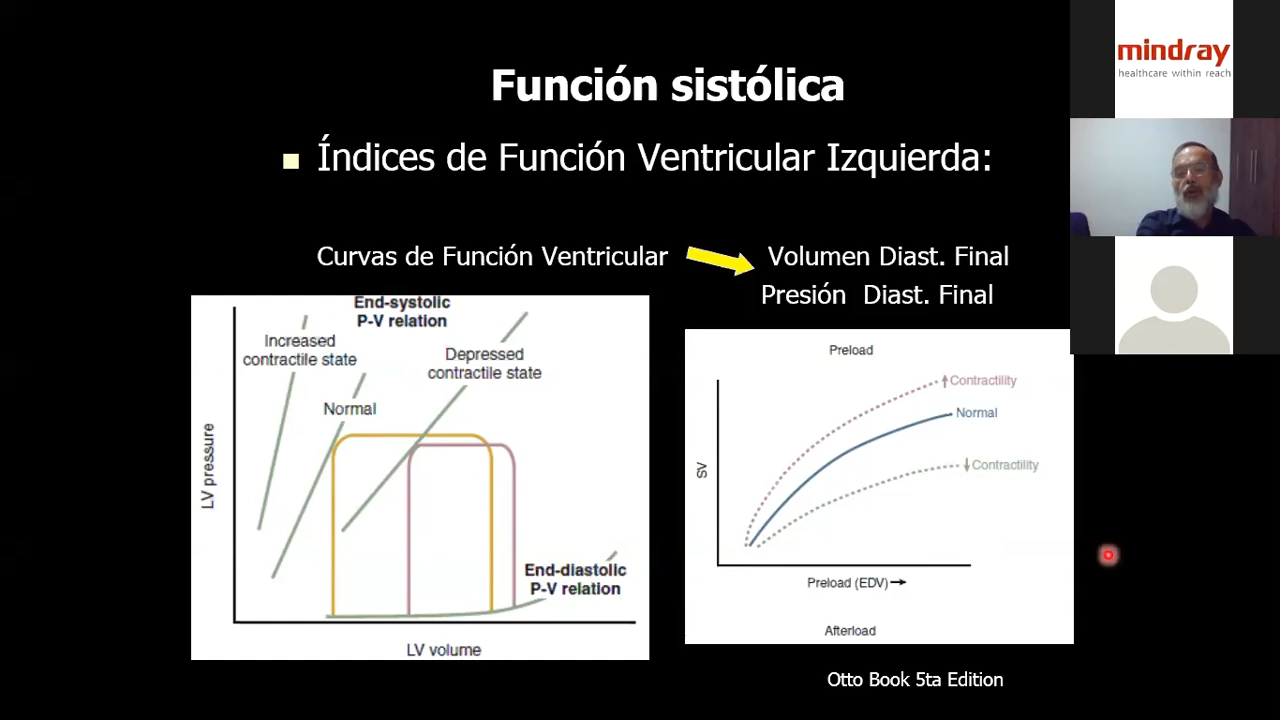 Función sistólica
Índices de Función Ventricular Izquierda:
Curvas de Función Ventricular
Volumen Diast. Final
Presión Diast. Final
End-systolic
P-V relation
Increased
contractile state
Depressed
contractile state
Normal
LV pressure
End-diastolic
P-V relation
LV volume
Preload
Contractility
Normal
Contractility
SV
Preload (EDV)
Afterload
Otto Book 5ta Edition
mindray
healthcare within reach